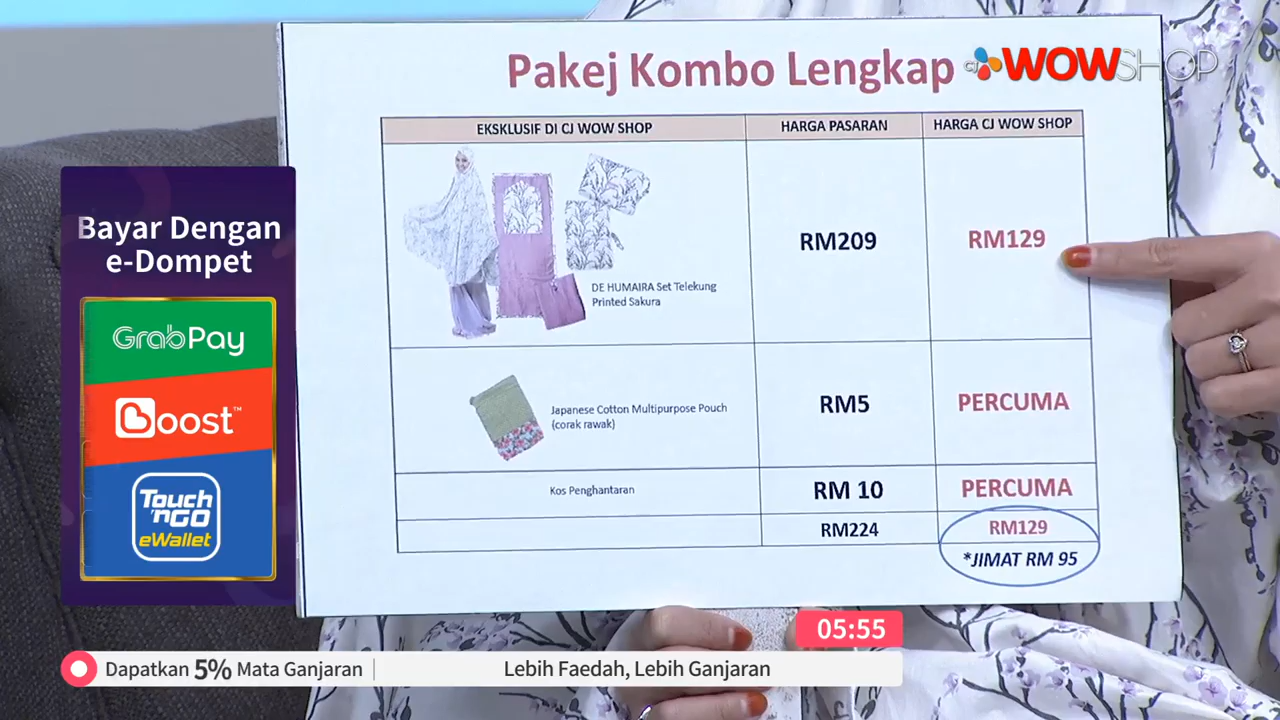 Pakej Kombo Lengkap
CJ WOWSHOP
EKSKLUSIF DI CJ WOW SHOP
HARGA PASARAN
HARGA CJ WOW SHOP
DE HUMAIRA Set Telekung
Printed Sakura
RM209
RM129
Japanese Cotton Multipurpose Pouch
(corak rawak)
RM5
PERCUMA
Kos Penghantaran
RM 10
PERCUMA
RM224
RM129
*JIMAT RM 95
Bayar Dengan
e-Dompet
GrabPay
Boost™
Touch
'n GO
eWallet
05:55
Dapatkan 5% Mata Ganjaran
Lebih Faedah, Lebih Ganjaran